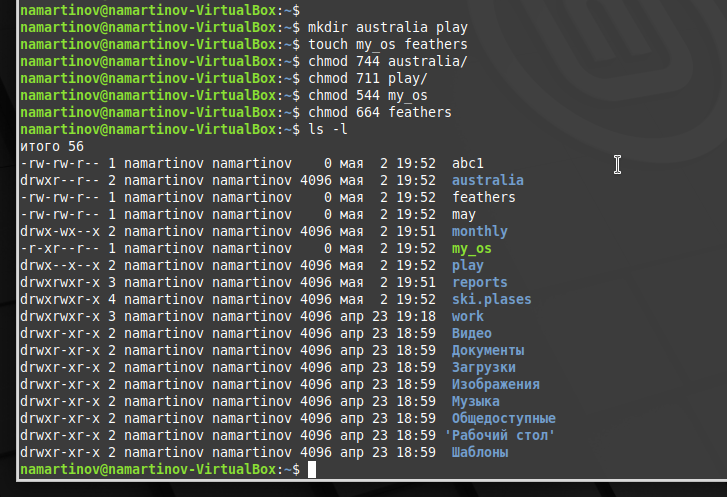 namartinov@namartinov-VirtualBox:~$
namartinov@namartinov-VirtualBox:~$ mkdir australia play
namartinov@namartinov-VirtualBox:~$ touch my_os feathers
namartinov@namartinov-VirtualBox:~$ chmod 744 australia/
namartinov@namartinov-VirtualBox:~$ chmod 711 play/
namartinov@namartinov-VirtualBox:~$ chmod 544 my_os
namartinov@namartinov-VirtualBox:~$ chmod 664 feathers
namartinov@namartinov-VirtualBox:~$ ls -l
итого 56
-rw-rw-r-- 1 namartinov namartinov    0 мая  2 19:52  abc1
drwxr--r-- 2 namartinov namartinov 4096 мая  2 19:52  australia
-rw-rw-r-- 1 namartinov namartinov    0 мая  2 19:52  feathers
-rw-rw-r-- 1 namartinov namartinov    0 мая  2 19:52  may
drwx-wx--x 2 namartinov namartinov 4096 мая  2 19:51  monthly
-r-xr--r-- 1 namartinov namartinov    0 мая  2 19:52  my_os
drwx--x--x 2 namartinov namartinov 4096 мая  2 19:52  play
drwxrwxr-x 3 namartinov namartinov 4096 мая  2 19:51  reports
drwxrwxr-x 4 namartinov namartinov 4096 мая  2 19:52  ski.plases
drwxrwxr-x 3 namartinov namartinov 4096 апр 23 19:18  work
drwxr-xr-x 2 namartinov namartinov 4096 апр 23 18:59  Видео
drwxr-xr-x 2 namartinov namartinov 4096 апр 23 18:59  Документы
drwxr-xr-x 2 namartinov namartinov 4096 апр 23 18:59  Загрузки
drwxr-xr-x 2 namartinov namartinov 4096 апр 23 18:59  Изображения
drwxr-xr-x 2 namartinov namartinov 4096 апр 23 18:59  Музыка
drwxr-xr-x 2 namartinov namartinov 4096 апр 23 18:59  Общедоступные
drwxr-xr-x 2 namartinov namartinov 4096 апр 23 18:59 'Рабочий стол'
drwxr-xr-x 2 namartinov namartinov 4096 апр 23 18:59  Шаблоны
namartinov@namartinov-VirtualBox:~$